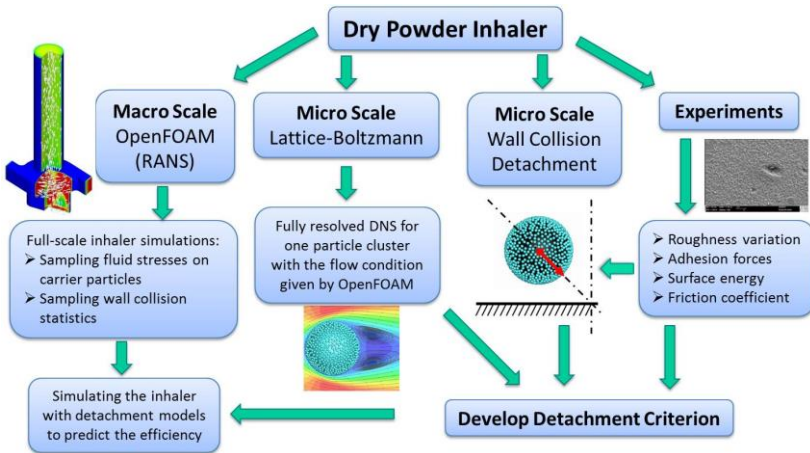 Dry Powder Inhaler
Macro Scale
OpenFOAM
(RANS)
Micro Scale
Lattice-Boltzmann
Micro Scale
Wall Collision
Detachment
Experiments
Full-scale inhaler simulations:
➢ Sampling fluid stresses on
carrier particles
➢ Sampling wall collision
statistics
Fully resolved DNS for
one particle cluster
with the flow condition
given by OpenFOAM
➢ Roughness variation
➢ Adhesion forces
➢ Surface energy
➢ Friction coefficient
Simulating the inhaler
with detachment models
to predict the efficiency
Develop Detachment Criterion